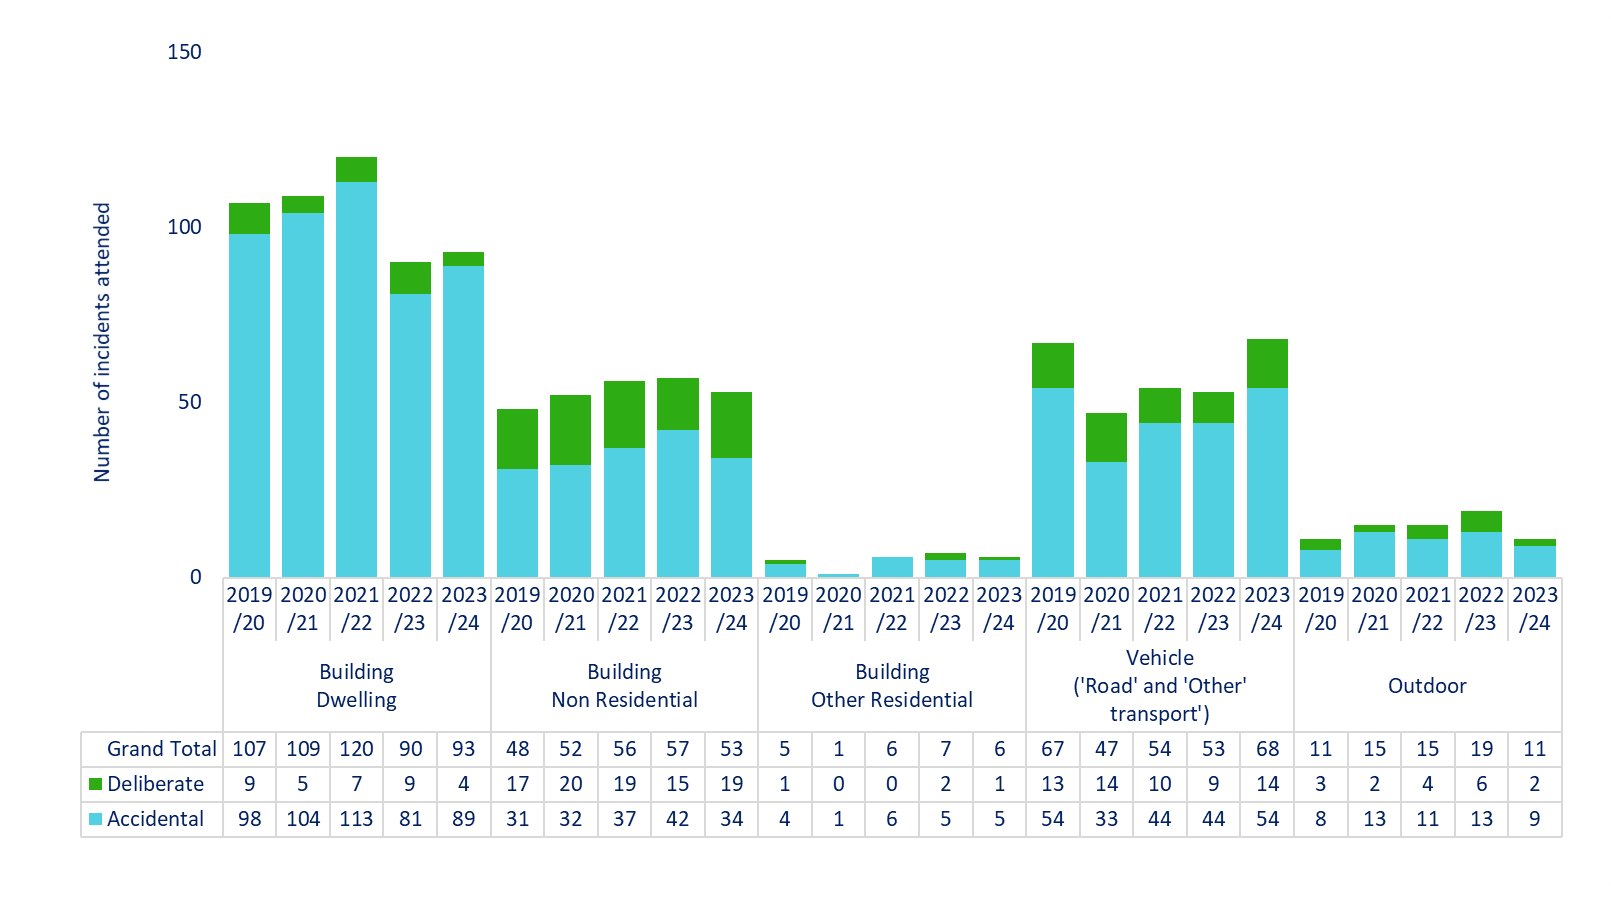 150
100
50
0
Number of incidents attended
2019 2020 2021 2022 2023 2019 2020 2021 2022 2023 2019 2020 2021 2022 2023 2019 2020 2021 2022 2023 2019 2020 2021 2022 2023
/20 /21 /22 /23 /24 /20 /21 /22 /23 /24 /20 /21 /22 /23 /24 /20 /21 /22 /23 /24 /20 /21 /22 /23 /24
Building
Dwelling
Building
Non Residential
Building
Other Residential
Vehicle
('Road' and 'Other'
transport')
Outdoor
Grand Total 107 109 120 90 93 48 52 56 57 53 5 1 6 7 6 67 47 54 53 68 11 15 15 19 11
Deliberate 9 5 7 9 4 17 20 19 15 19 1 0 0 2 1 13 14 10 9 14 3 2 4 6 2
Accidental 98 104 113 81 89 31 32 37 42 34 4 1 6 5 5 54 33 44 44 54 8 13 11 13 9